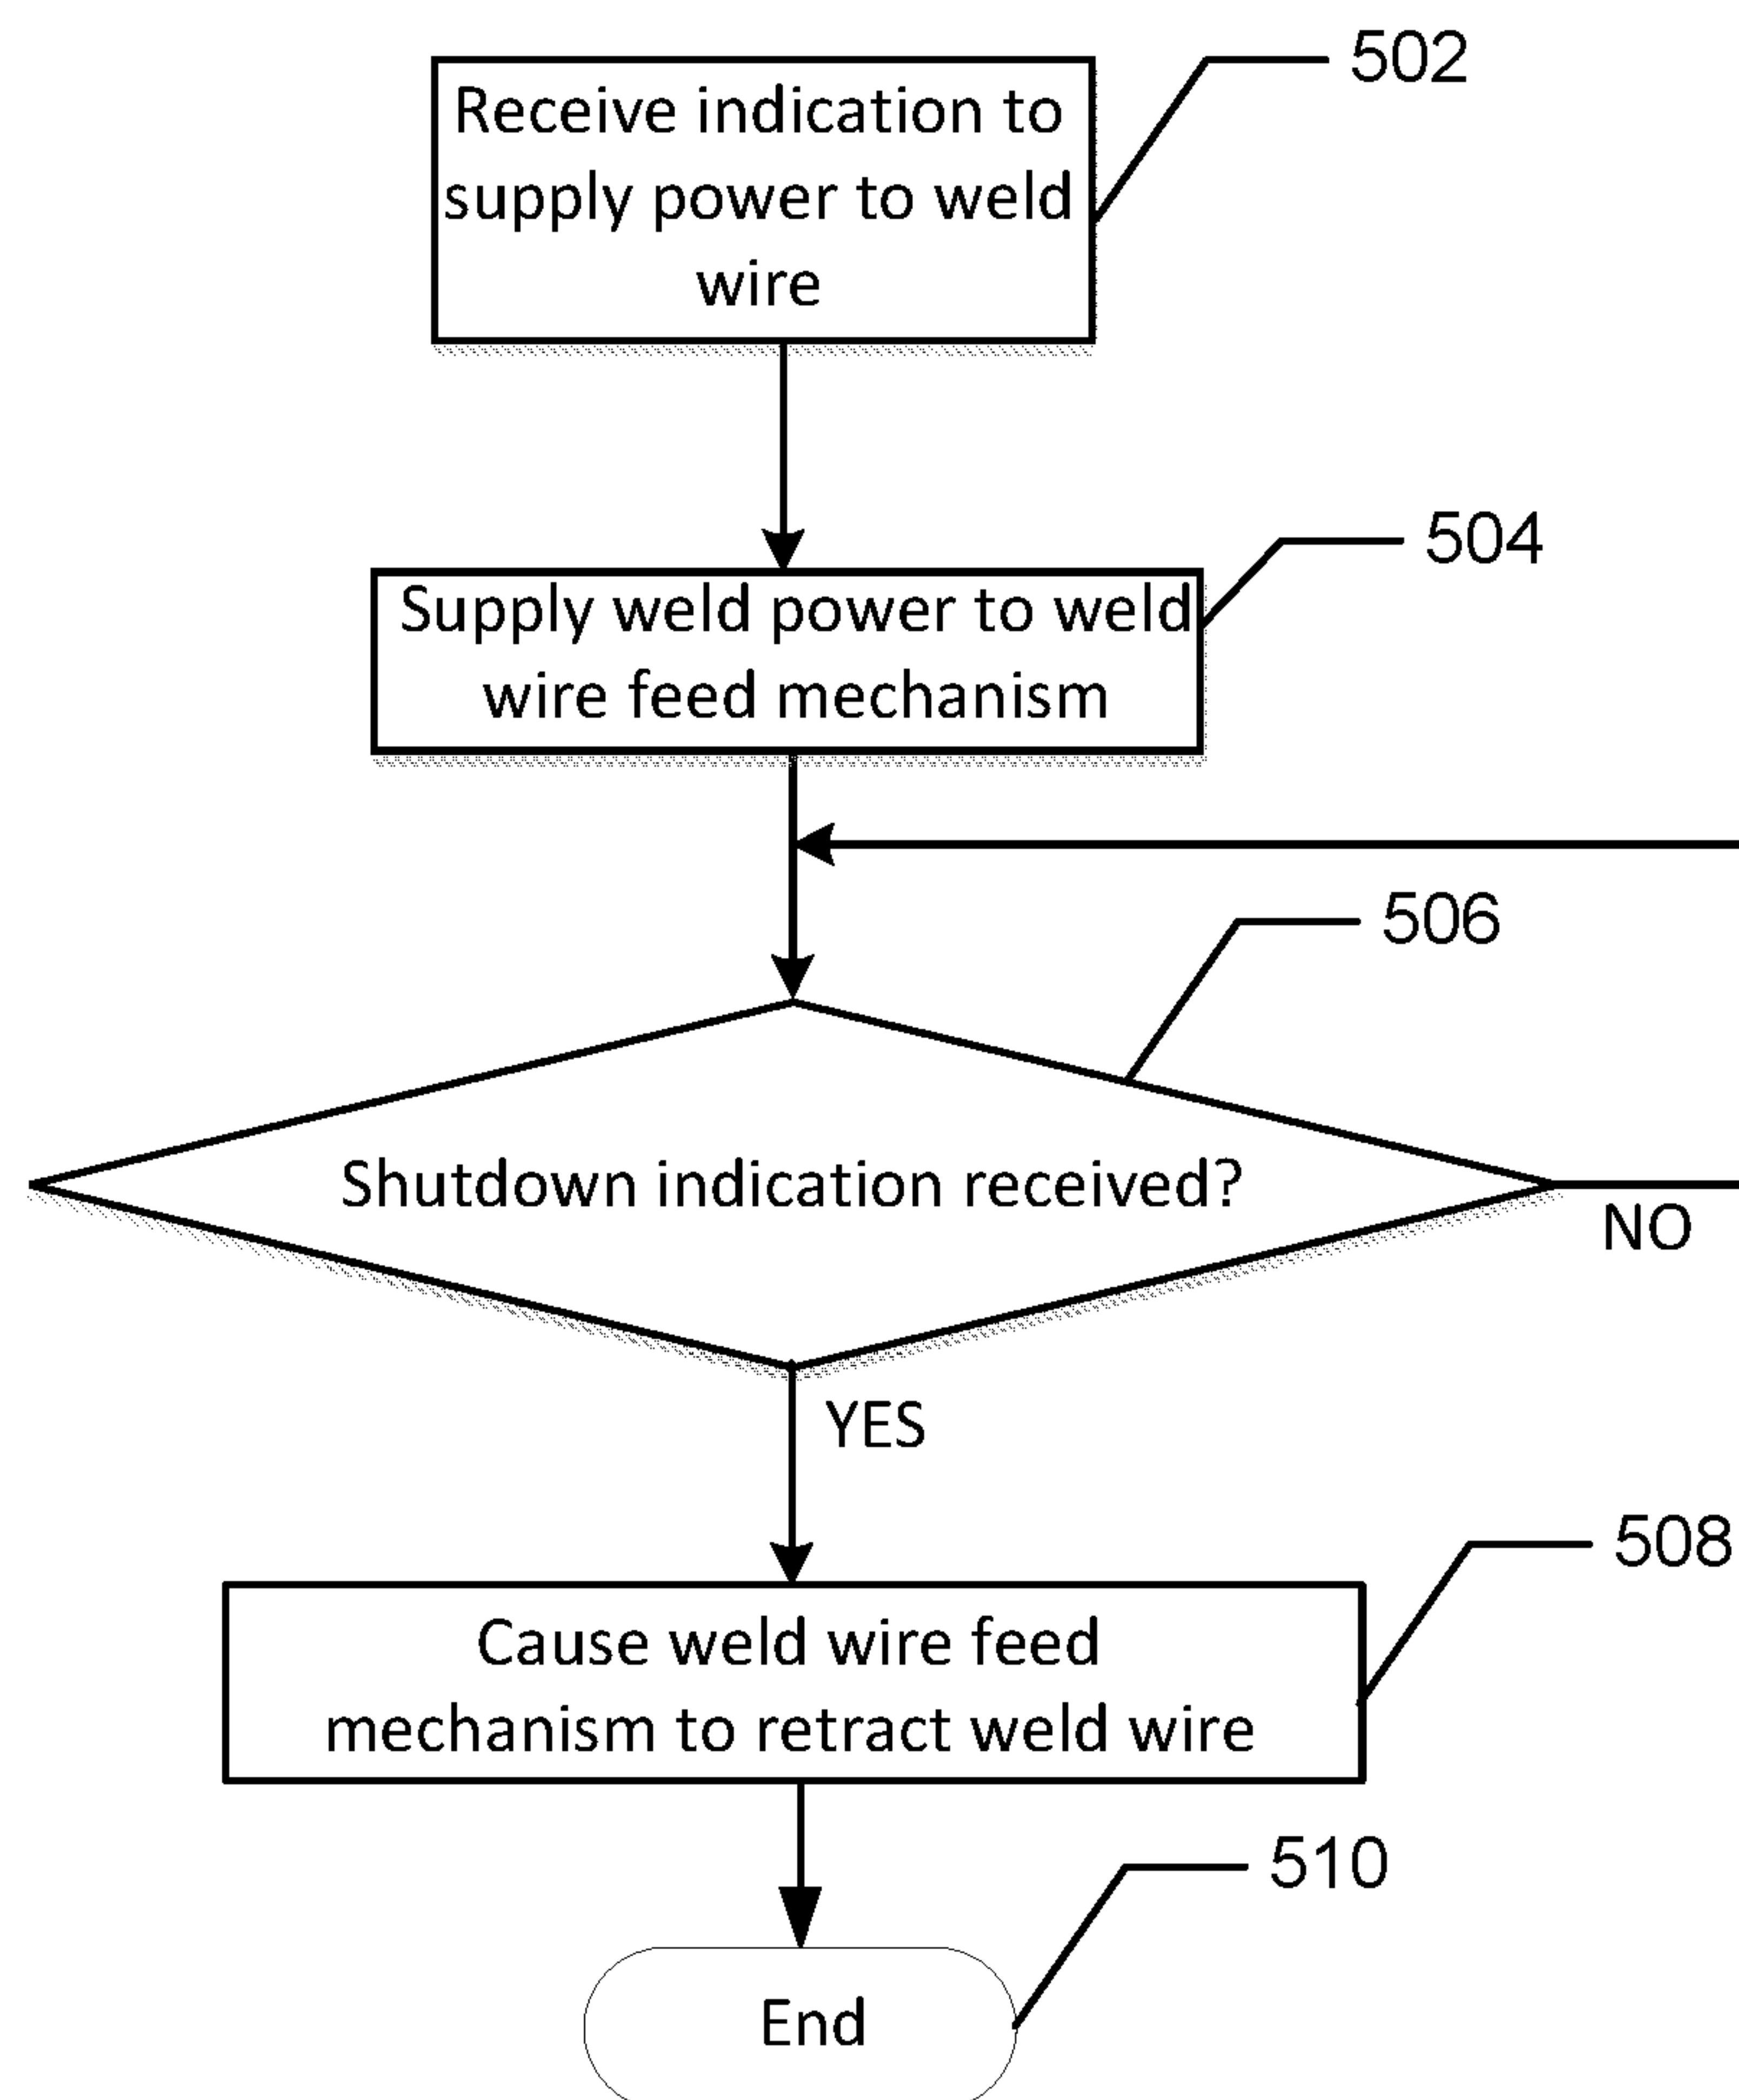 502
Receive indication to
supply power to weld
wire
504
Supply weld power to weld
wire feed mechanism
506
Shutdown indication received?
NO
YES
508
Cause weld wire feed
mechanism to retract weld wire
510
End